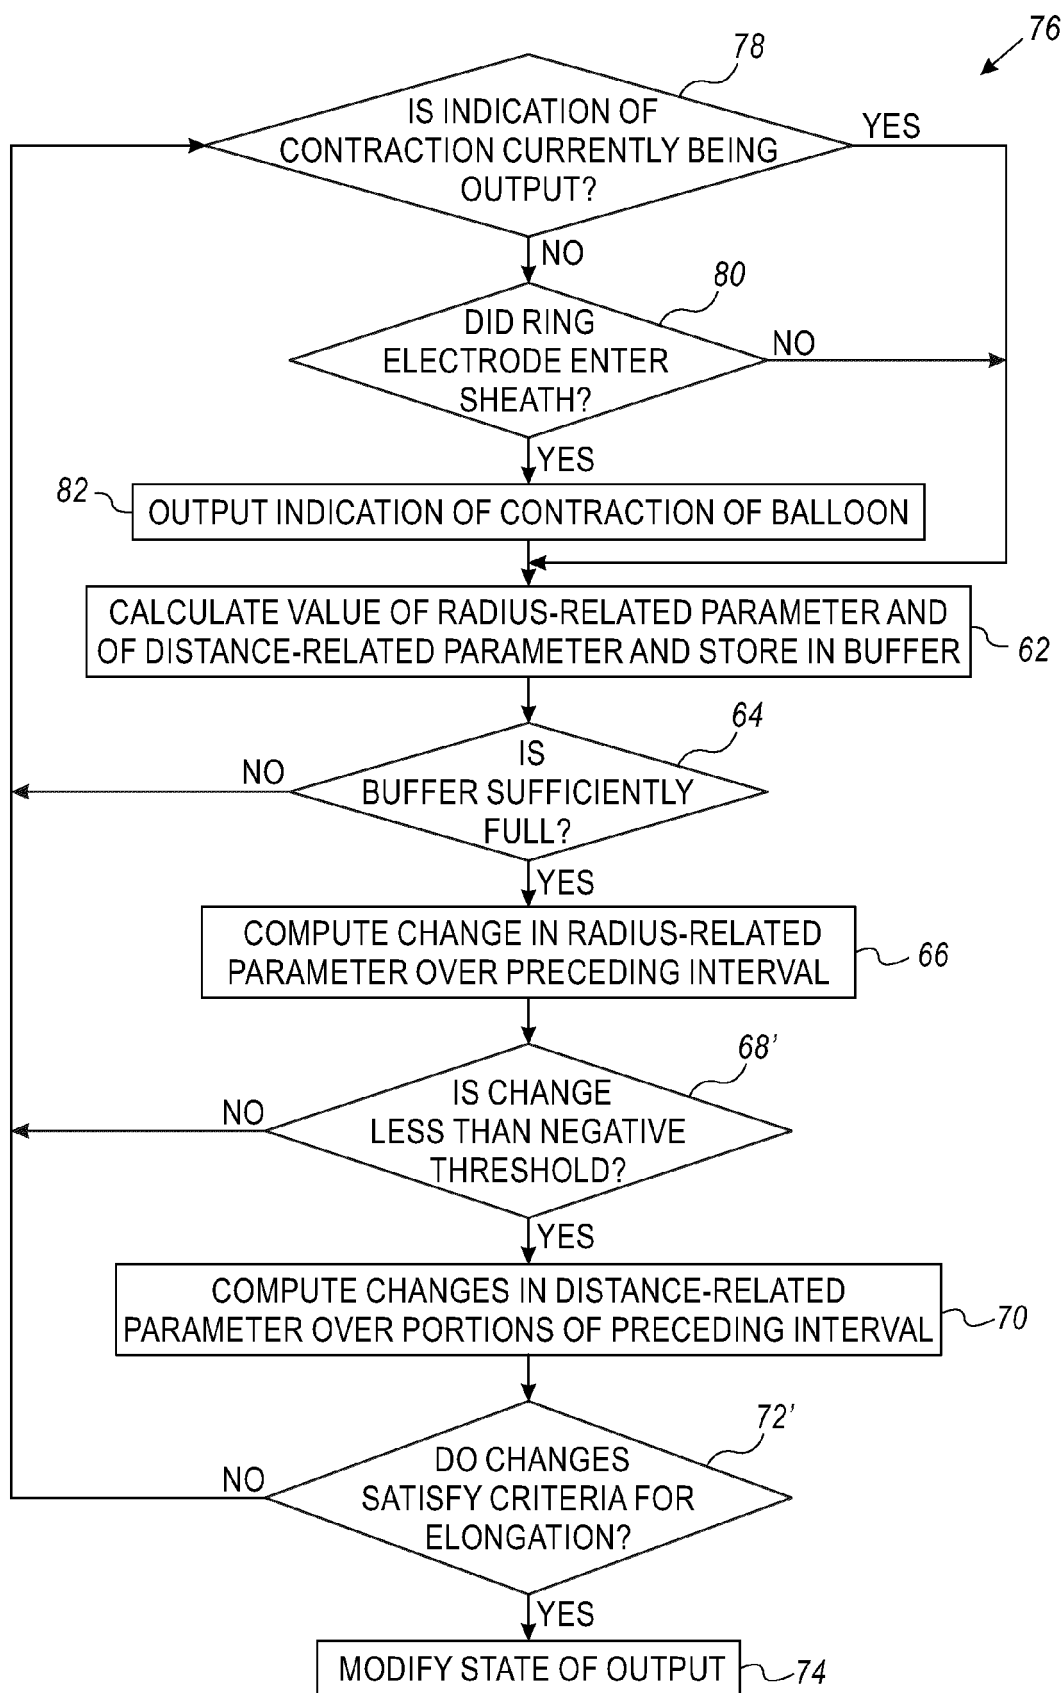 76
78
IS INDICATION OF
CONTRACTION CURRENTLY BEING
OUTPUT?
YES
NO
80
DID RING
ELECTRODE ENTER
SHEATH?
NO
YES
82
OUTPUT INDICATION OF CONTRACTION OF BALLOON
CALCULATE VALUE OF RADIUS-RELATED PARAMETER AND
OF DISTANCE-RELATED PARAMETER AND STORE IN BUFFER
62
64
IS
BUFFER SUFFICIENTLY
FULL?
NO
YES
COMPUTE CHANGE IN RADIUS-RELATED
PARAMETER OVER PRECEDING INTERVAL
66
68’
IS CHANGE
LESS THAN NEGATIVE
THRESHOLD?
NO
YES
COMPUTE CHANGES IN DISTANCE-RELATED
PARAMETER OVER PORTIONS OF PRECEDING INTERVAL
70
72’
DO CHANGES
SATISFY CRITERIA FOR
ELONGATION?
NO
YES
MODIFY STATE OF OUTPUT
74